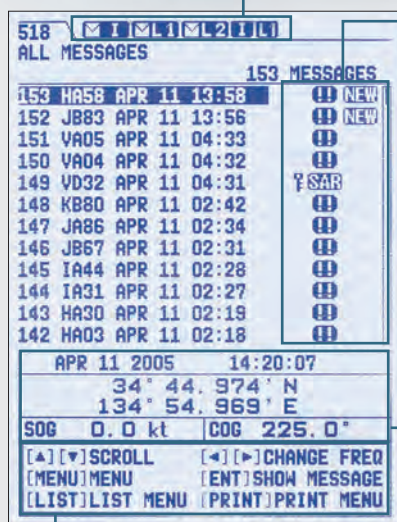 518 I L1 L2 I L
ALL MESSAGES
153 MESSAGES
153 HA58 APR 11 13:58 NEW
152 JB83 APR 11 13:56 NEW
151 VA05 APR 11 04:33
150 VA04 APR 11 04:32
149 VD32 APR 11 04:31 SAR
148 KB80 APR 11 02:42
147 JA86 APR 11 02:34
146 JB67 APR 11 02:31
145 IA44 APR 11 02:28
144 IA31 APR 11 02:27
143 HA30 APR 11 02:19
142 HA03 APR 11 02:18
APR 11 2005 14:20:07
34° 44. 974' N
134° 54. 969' E
SOG 0. 0 kt COG 225. 0°
[▲][▼]SCROLL [◄][►]CHANGE FREQ
[MENU]MENU [ENT]SHOW MESSAGE
[LIST]LIST MENU [PRINT]PRINT MENU